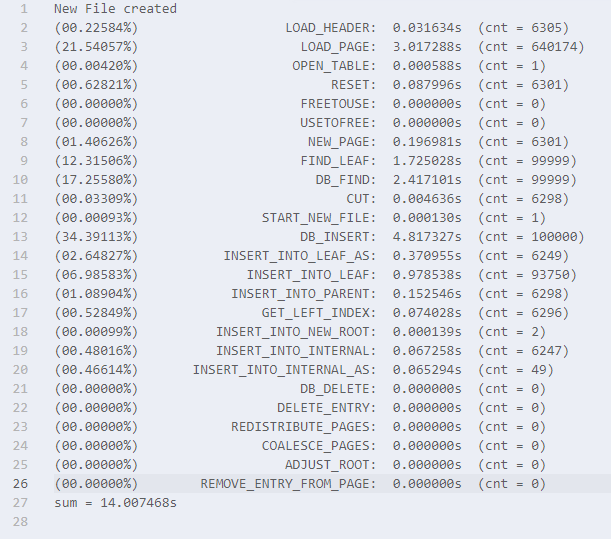 1 New File created
2 (00.22584%) LOAD_HEADER: 0.031634s (cnt = 6305)
3 (21.54057%) LOAD_PAGE: 3.017288s (cnt = 640174)
4 (00.00420%) OPEN_TABLE: 0.000588s (cnt = 1)
5 (00.62821%) RESET: 0.087996s (cnt = 6301)
6 (00.00000%) FREETOUSE: 0.000000s (cnt = 0)
7 (00.00000%) USETOFREE: 0.000000s (cnt = 0)
8 (01.40626%) NEW_PAGE: 0.196981s (cnt = 6301)
9 (12.31506%) FIND_LEAF: 1.725028s (cnt = 99999)
10 (17.25580%) DB_FIND: 2.417101s (cnt = 99999)
11 (00.03309%) CUT: 0.004636s (cnt = 6298)
12 (00.00093%) START_NEW_FILE: 0.000130s (cnt = 1)
13 (34.39113%) DB_INSERT: 4.817327s (cnt = 100000)
14 (02.64827%) INSERT_INTO_LEAF_AS: 0.370955s (cnt = 6249)
15 (06.98583%) INSERT_INTO_LEAF: 0.978538s (cnt = 93750)
16 (01.08904%) INSERT_INTO_PARENT: 0.152546s (cnt = 6298)
17 (00.52849%) GET_LEFT_INDEX: 0.074028s (cnt = 6296)
18 (00.00099%) INSERT_INTO_NEW_ROOT: 0.000139s (cnt = 2)
19 (00.48016%) INSERT_INTO_INTERNAL: 0.067258s (cnt = 6247)
20 (00.46614%) INSERT_INTO_INTERNAL_AS: 0.065294s (cnt = 49)
21 (00.00000%) DB_DELETE: 0.000000s (cnt = 0)
22 (00.00000%) DELETE_ENTRY: 0.000000s (cnt = 0)
23 (00.00000%) REDISTRIBUTE_PAGES: 0.000000s (cnt = 0)
24 (00.00000%) COALESCE_PAGES: 0.000000s (cnt = 0)
25 (00.00000%) ADJUST_ROOT: 0.000000s (cnt = 0)
26 (00.00000%) REMOVE_ENTRY_FROM_PAGE: 0.000000s (cnt = 0)
27 sum = 14.007468s
28